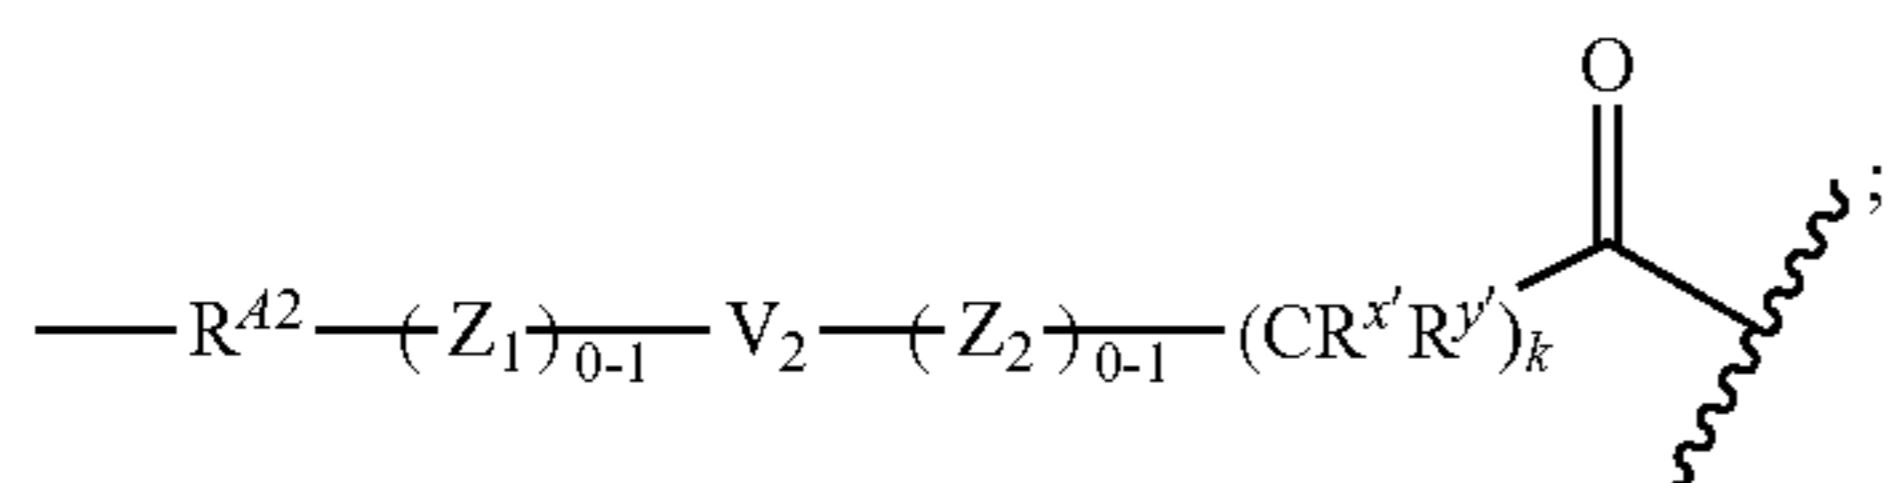 O
—R^{A2}—(Z_1)_{0-1}—V_2—(Z_2)_{0-1}—(CR^{x'}R^{y'})_k ;